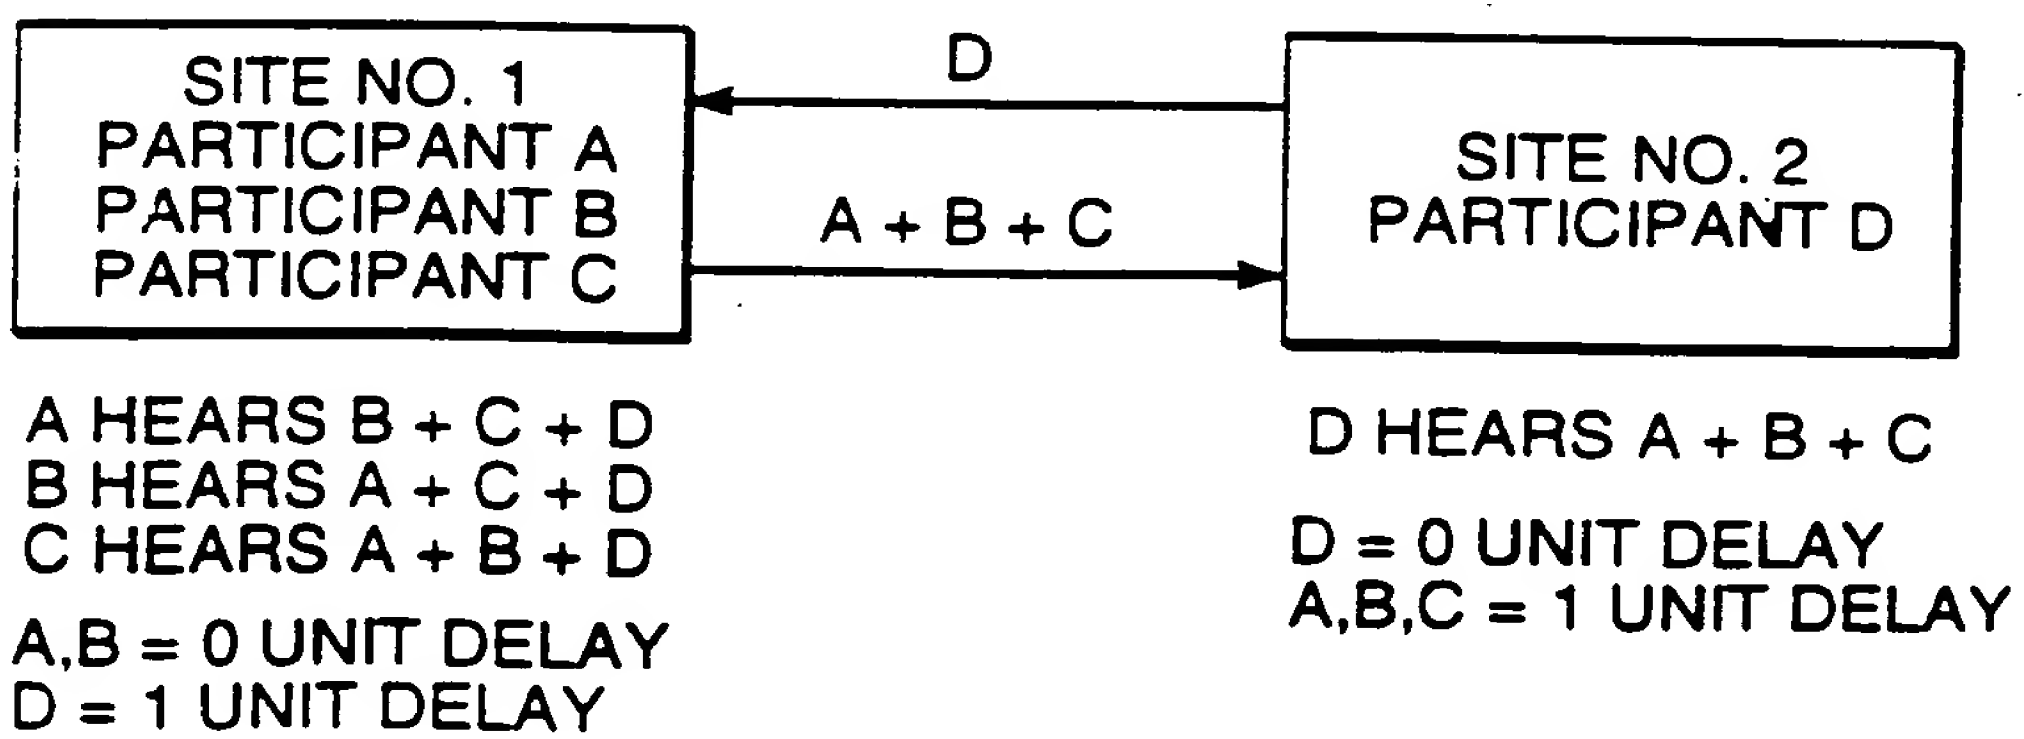 SITE NO. 1
PARTICIPANT A
PARTICIPANT B
PARTICIPANT C
D
A + B + C
SITE NO. 2
PARTICIPANT D
A HEARS B + C + D
B HEARS A + C + D
C HEARS A + B + D
A,B = 0 UNIT DELAY
D = 1 UNIT DELAY
D HEARS A + B + C
D = 0 UNIT DELAY
A,B,C = 1 UNIT DELAY